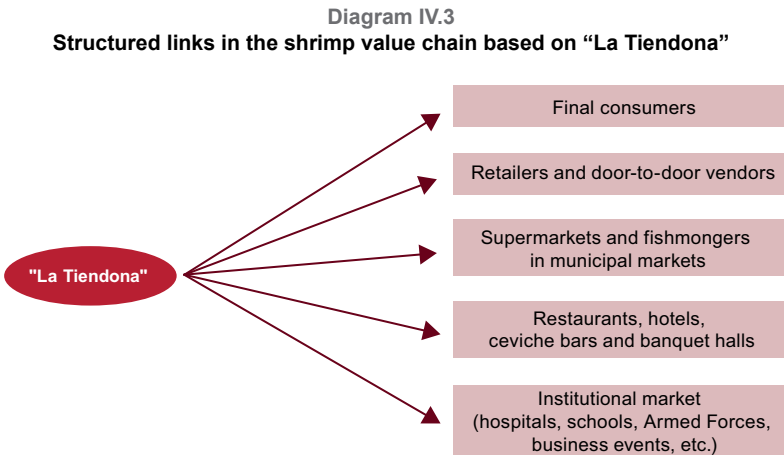 Diagram IV.3
Structured links in the shrimp value chain based on “La Tiendona”
Final consumers
Retailers and door-to-door vendors
"La Tiendona"
Supermarkets and fishmongers
in municipal markets
Restaurants, hotels,
ceviche bars and banquet halls
Institutional market
(hospitals, schools, Armed Forces,
business events, etc.)